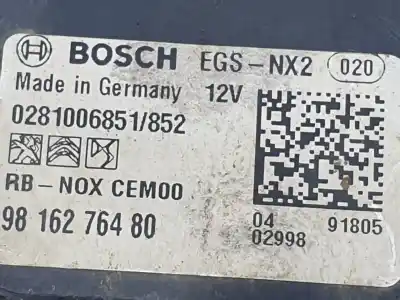 BOSCH EGS-NX2 020
Made in Germany 12V
0281006851/852
RB-NOX CEM00
98 162 764 80
04 91805
02998